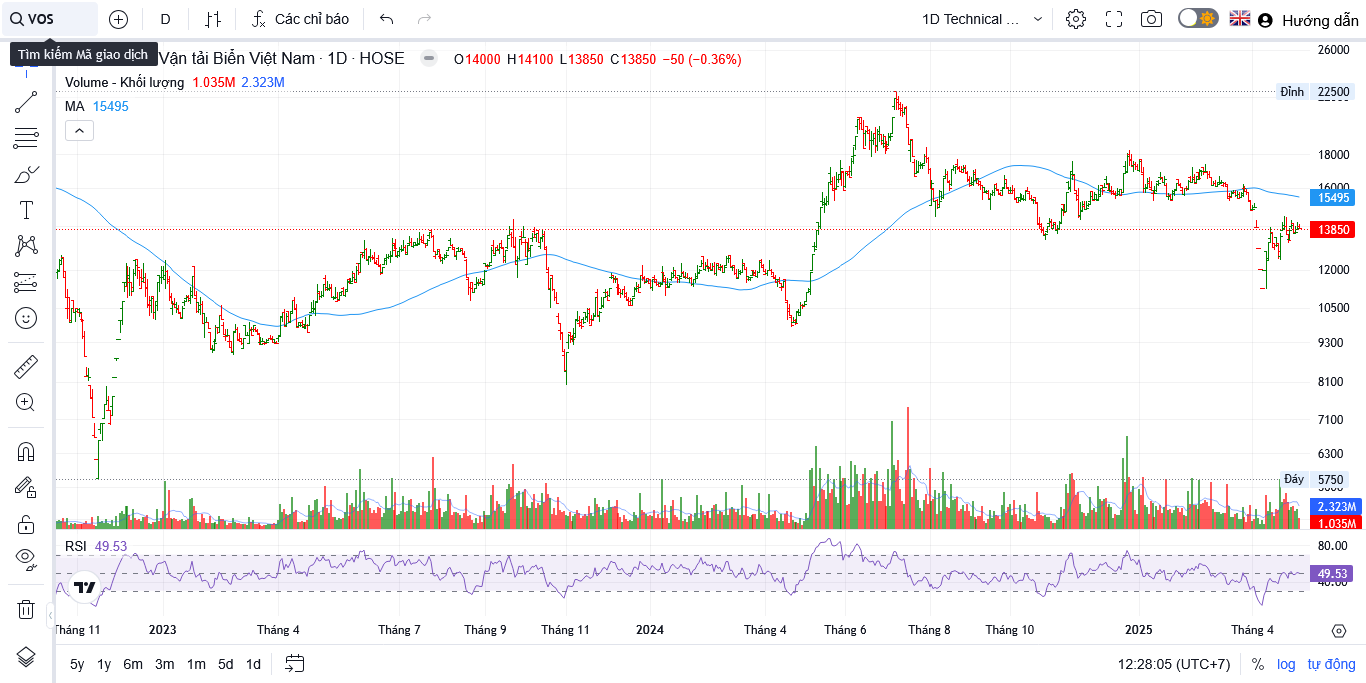 VOS
D
Các chỉ báo
1D Technical ...
Hướng dẫn
Tìm kiếm Mã giao dịch
Vận tải Biển Việt Nam · 1D · HOSE
O14000 H14100 L13850 C13850 −50 (−0.36%)
Volume - Khối lượng 1.035M 2.323M
MA 15495
26000
Đỉnh 22500
18000
16000
15495
13850
12000
10500
9300
8100
7100
6300
Đáy 5750
2.323M
1.035M
RSI 49.53
80.00
49.53
40.00
Tháng 11 2023 Tháng 4 Tháng 7 Tháng 9 Tháng 11 2024 Tháng 4 Tháng 6 Tháng 8 Tháng 10 2025 Tháng 4
5y 1y 6m 3m 1m 5d 1d
12:28:05 (UTC+7) % log tự động